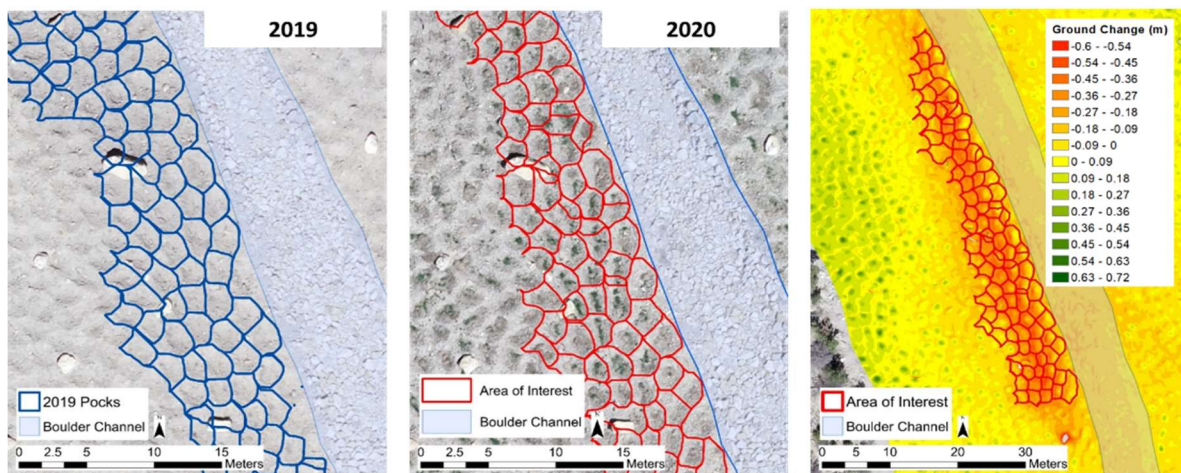 2019
2019 Pocks
Boulder Channel
N
0 2.5 5 10 15
Meters
2020
Area of Interest
Boulder Channel
N
0 2.5 5 10 15
Meters
Ground Change (m)
-0.6 - -0.54
-0.54 - -0.45
-0.45 - -0.36
-0.36 - -0.27
-0.27 - -0.18
-0.18 - -0.09
-0.09 - 0
0 - 0.09
0.09 - 0.18
0.18 - 0.27
0.27 - 0.36
0.36 - 0.45
0.45 - 0.54
0.54 - 0.63
0.63 - 0.72
Area of Interest
Boulder Channel
N
0 5 10 20 30
Meters